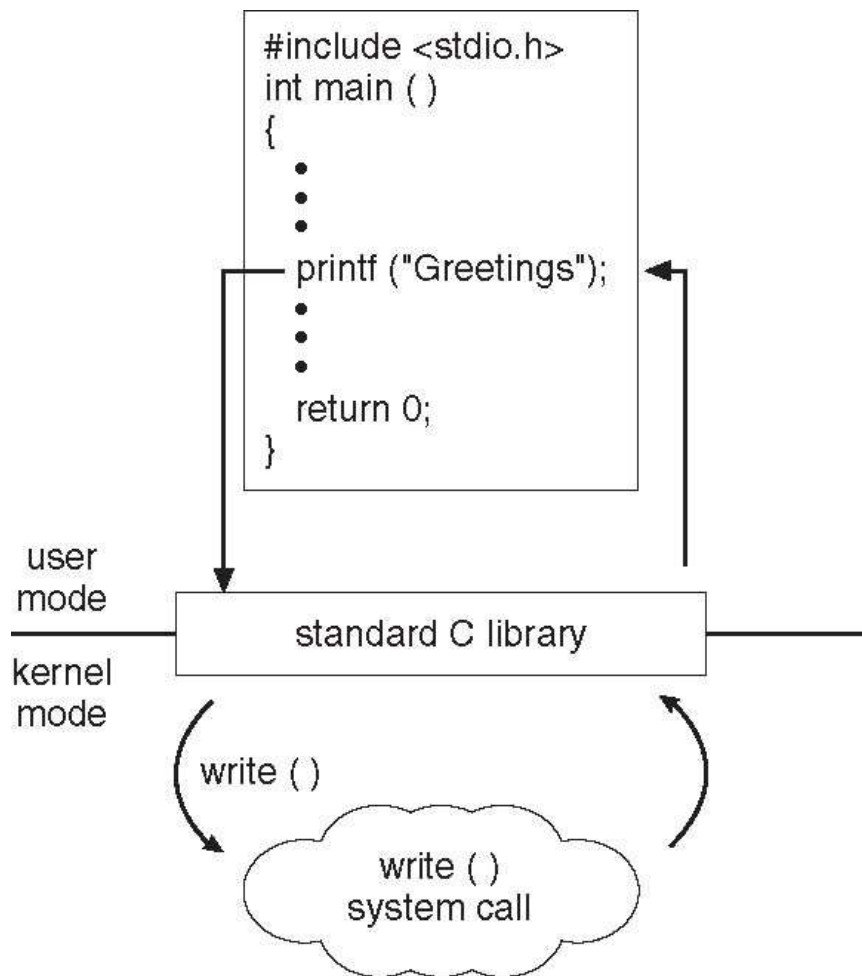 #include <stdio.h>
int main ( )
{
•
•
•
printf ("Greetings");
•
•
•
return 0;
}
user
mode
standard C library
kernel
mode
write ( )
write ( )
system call